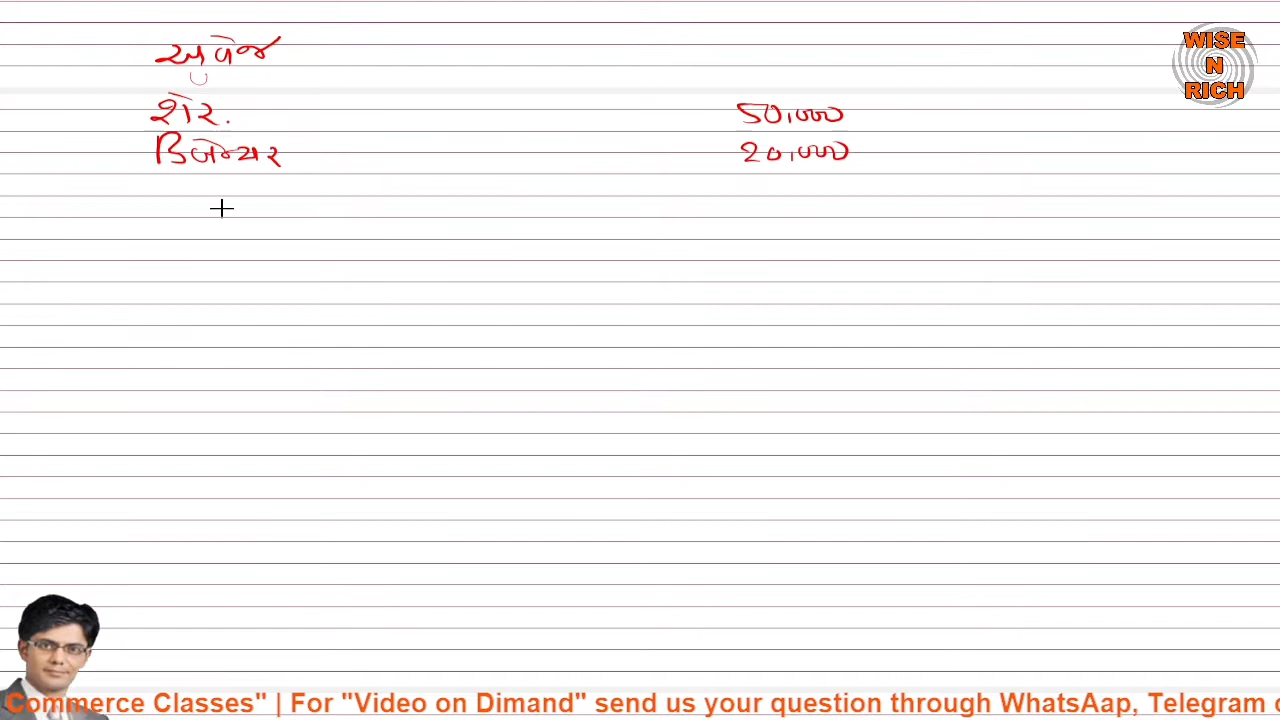 અવેજ
શેર.
ડિબેન્ચર
50,000
20,000
WISE
N
RICH
Commerce Classes" | For "Video on Dimand" send us your question through WhatsAap, Telegram